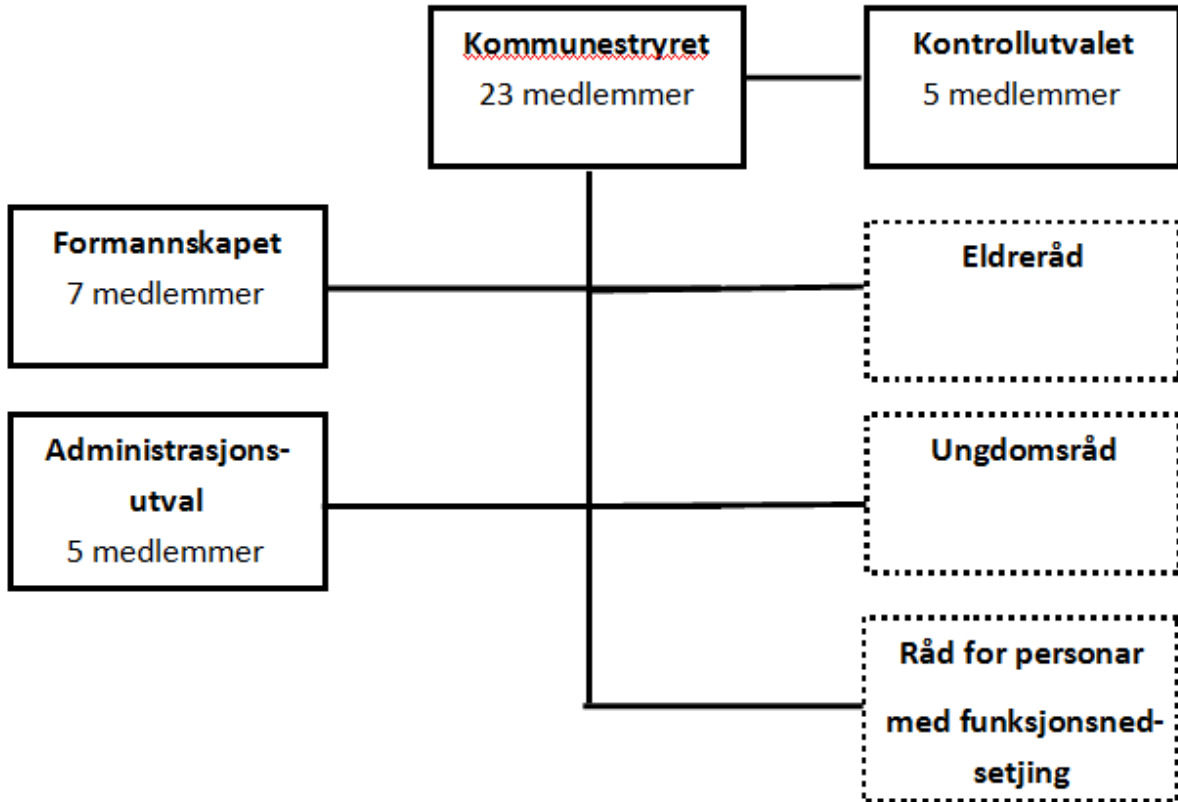 Kommunestryret
23 medlemmer
Kontrollutvalet
5 medlemmer
Formannskapet
7 medlemmer
Eldreråd
Administrasjons-
utval
5 medlemmer
Ungdomsråd
Råd for personar
med funksjonsned-
setjing